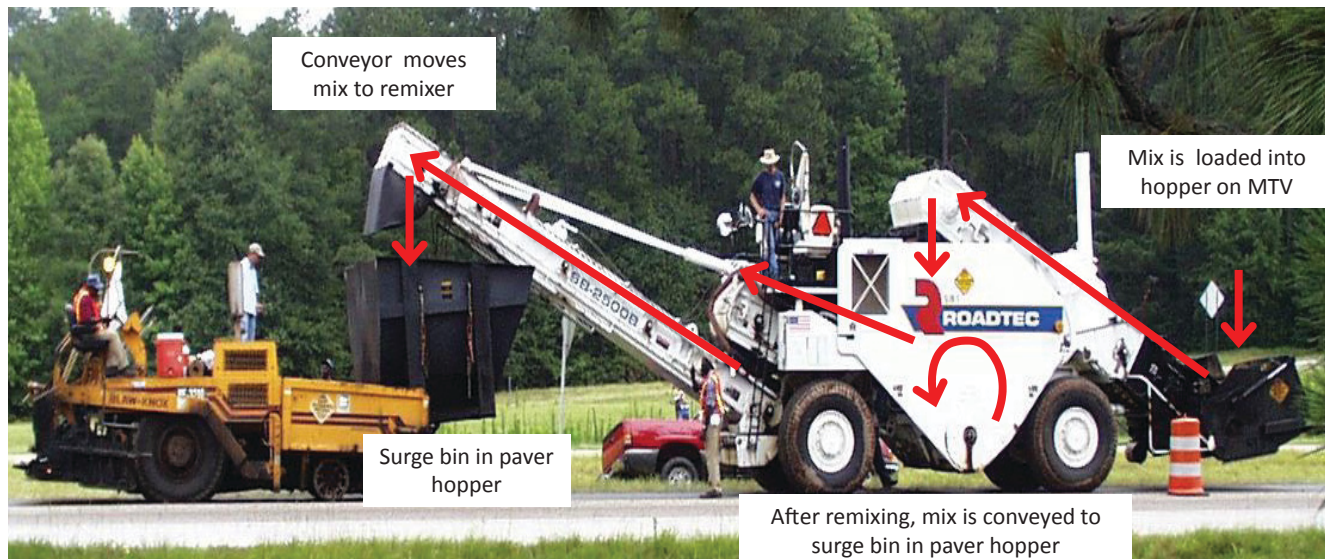 Conveyor moves
mix to remixer
Mix is loaded into
hopper on MTV
SB-2500B
ROADTEC
BLAW-KNOX
Surge bin in paver
hopper
After remixing, mix is conveyed to
surge bin in paver hopper